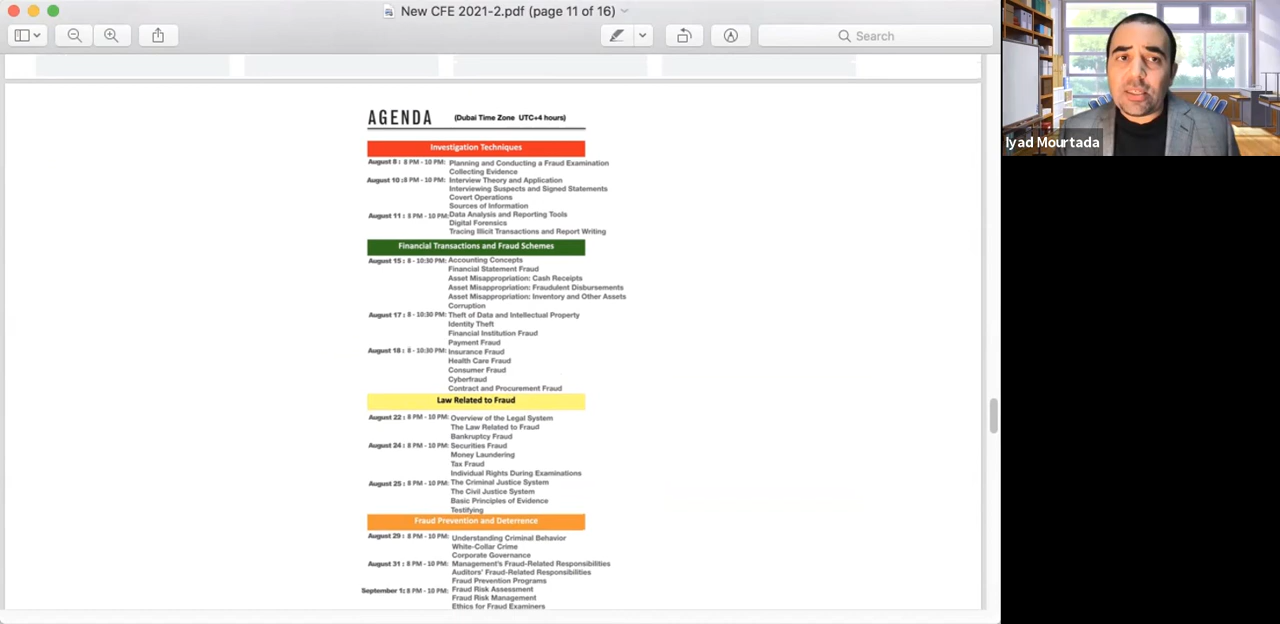 New CFE 2021-2.pdf (page 11 of 16)
Search
AGENDA (Dubai Time Zone UTC+4 hours)
Investigation Techniques
August 8 : 8 PM - 10 PM: Planning and Conducting a Fraud Examination
Collecting Evidence
August 10 :8 PM - 10 PM: Interview Theory and Application
Interviewing Suspects and Signed Statements
Covert Operations
Sources of Information
August 11 : 8 PM - 10 PM: Data Analysis and Reporting Tools
Digital Forensics
Tracing Illicit Transactions and Report Writing
Financial Transactions and Fraud Schemes
August 15 : 8 - 10:30 PM: Accounting Concepts
Financial Statement Fraud
Asset Misappropriation: Cash Receipts
Asset Misappropriation: Fraudulent Disbursements
Asset Misappropriation: Inventory and Other Assets
Corruption
August 17 : 8 - 10:30 PM: Theft of Data and Intellectual Property
Identity Theft
Financial Institution Fraud
Payment Fraud
August 18 : 8 - 10:30 PM: Insurance Fraud
Health Care Fraud
Consumer Fraud
Cyberfraud
Contract and Procurement Fraud
Law Related to Fraud
August 22 : 8 PM - 10 PM: Overview of the Legal System
The Law Related to Fraud
Bankruptcy Fraud
August 24 : 8 PM - 10 PM: Securities Fraud
Money Laundering
Tax Fraud
Individual Rights During Examinations
August 25 : 8 PM - 10 PM: The Criminal Justice System
The Civil Justice System
Basic Principles of Evidence
Testifying
Fraud Prevention and Deterrence
August 29 : 8 PM - 10 PM: Understanding Criminal Behavior
White-Collar Crime
Corporate Governance
August 31 : 8 PM - 10 PM: Management's Fraud-Related Responsibilities
Auditors' Fraud-Related Responsibilities
Fraud Prevention Programs
September 1: 8 PM - 10 PM: Fraud Risk Assessment
Fraud Risk Management
Ethics for Fraud Examiners
Iyad Mourtada